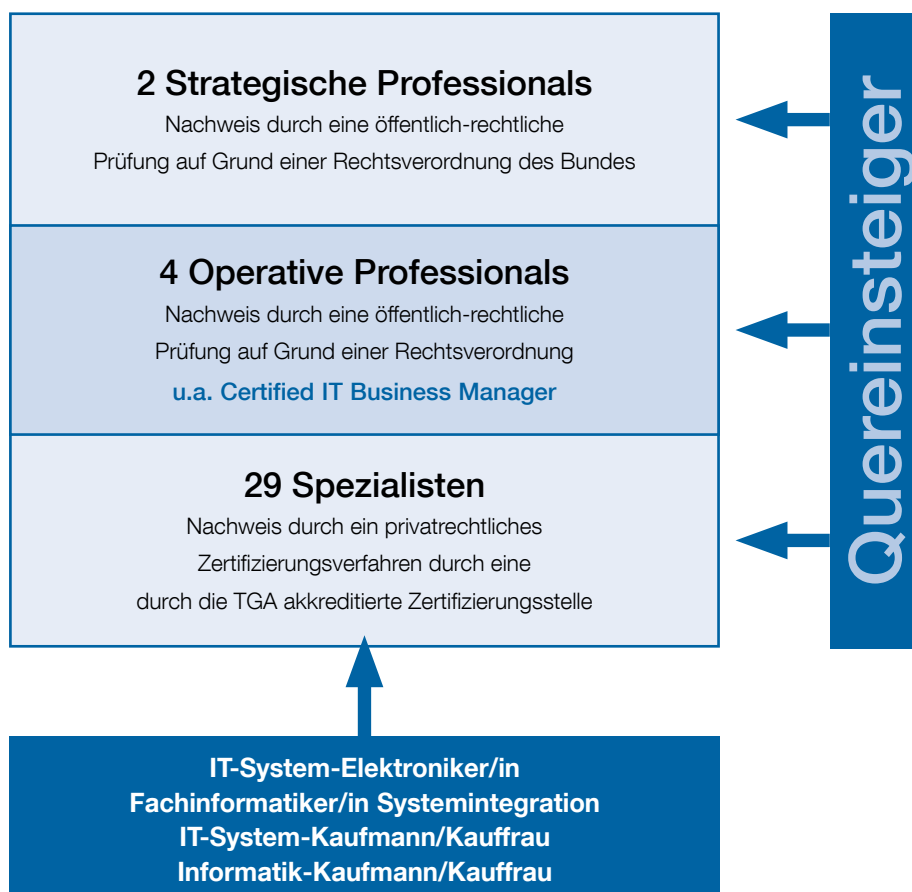 2 Strategische Professionals
Nachweis durch eine öffentlich-rechtliche
Prüfung auf Grund einer Rechtsverordnung des Bundes
4 Operative Professionals
Nachweis durch eine öffentlich-rechtliche
Prüfung auf Grund einer Rechtsverordnung
u.a. Certified IT Business Manager
29 Spezialisten
Nachweis durch ein privatrechtliches
Zertifizierungsverfahren durch eine
durch die TGA akkreditierte Zertifizierungsstelle
IT-System-Elektroniker/in
Fachinformatiker/in Systemintegration
IT-System-Kaufmann/Kauffrau
Informatik-Kaufmann/Kauffrau
Quereinsteiger